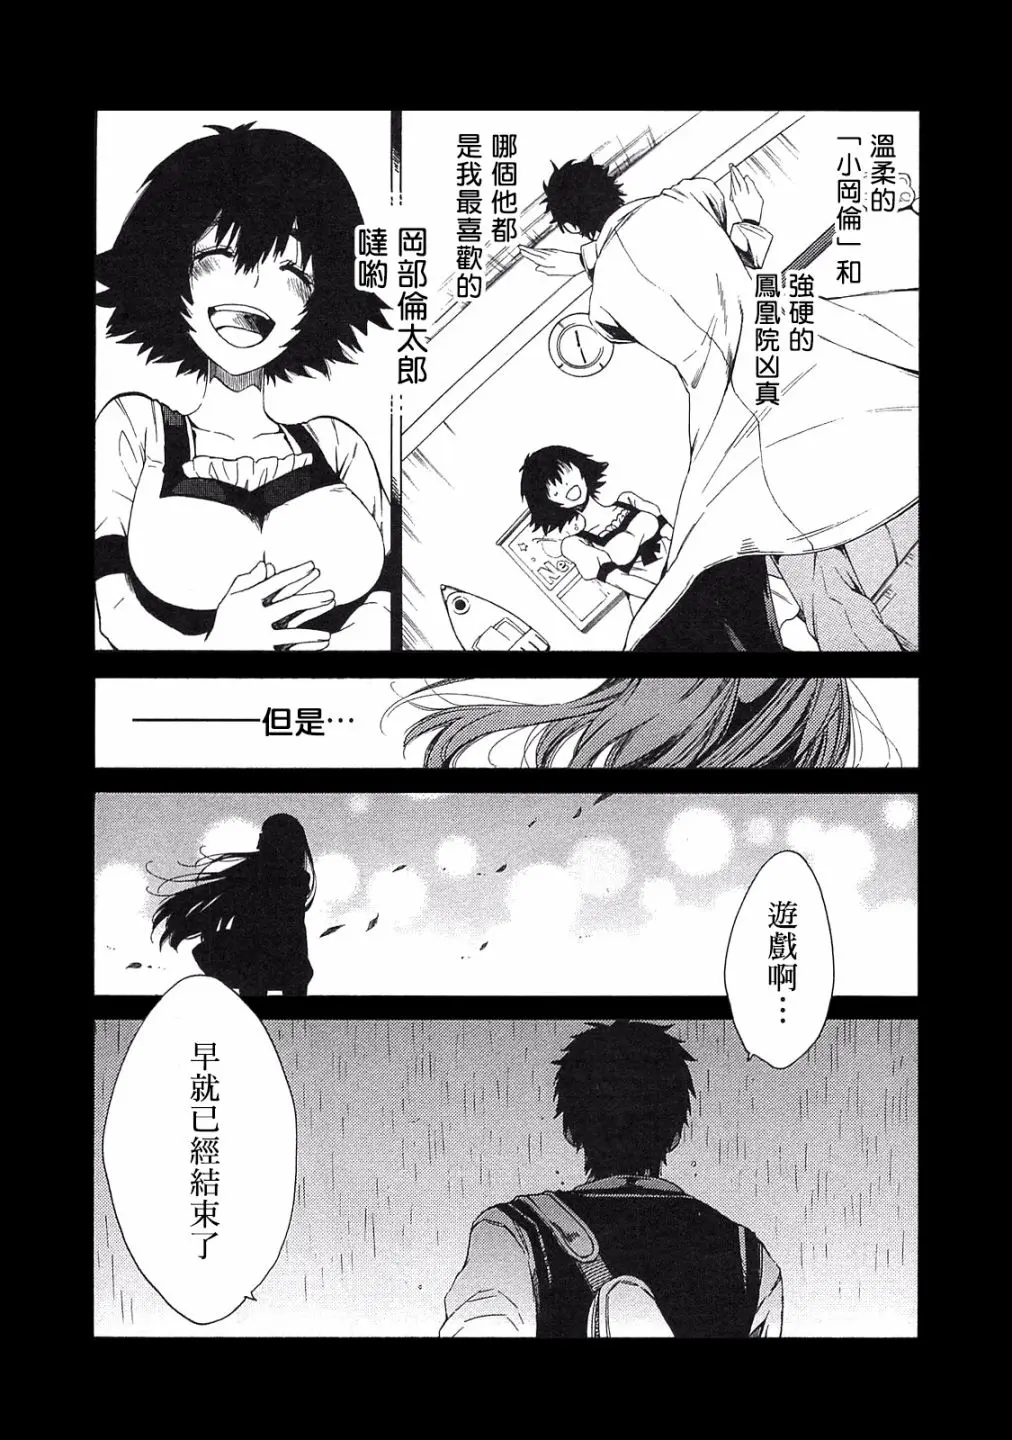 溫柔的
「小岡倫」和
強硬的
鳳凰院凶真
哪個他都
是我最喜歡的
岡部倫太郎
噠喲
————但是…
遊戲啊…
早就已經結束了